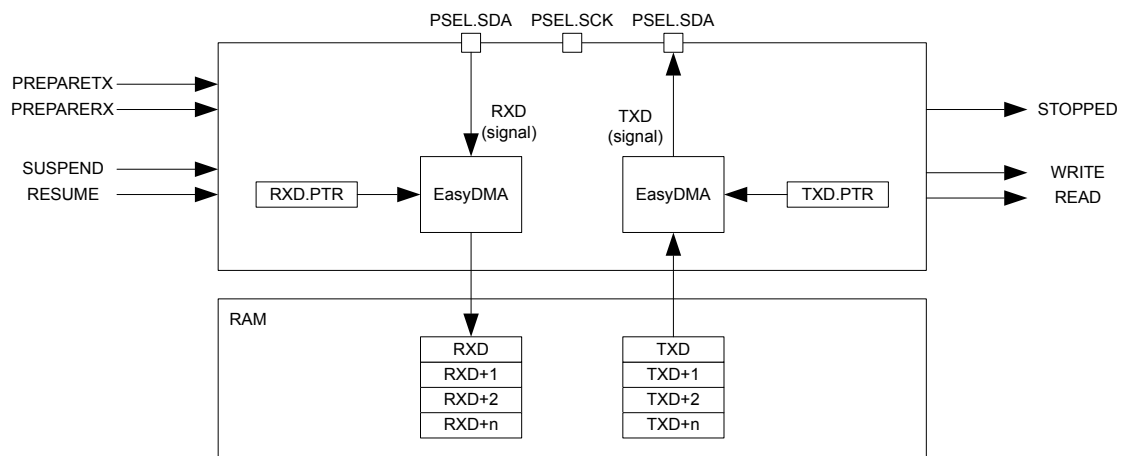 PSEL.SDA PSEL.SCK PSEL.SDA
PREPARETX
PREPARERX
STOPPED
RXD
(signal)
TXD
(signal)
SUSPEND
RESUME
WRITE
READ
RXD.PTR
EasyDMA
EasyDMA
TXD.PTR
RAM
RXD
RXD+1
RXD+2
RXD+n
TXD
TXD+1
TXD+2
TXD+n